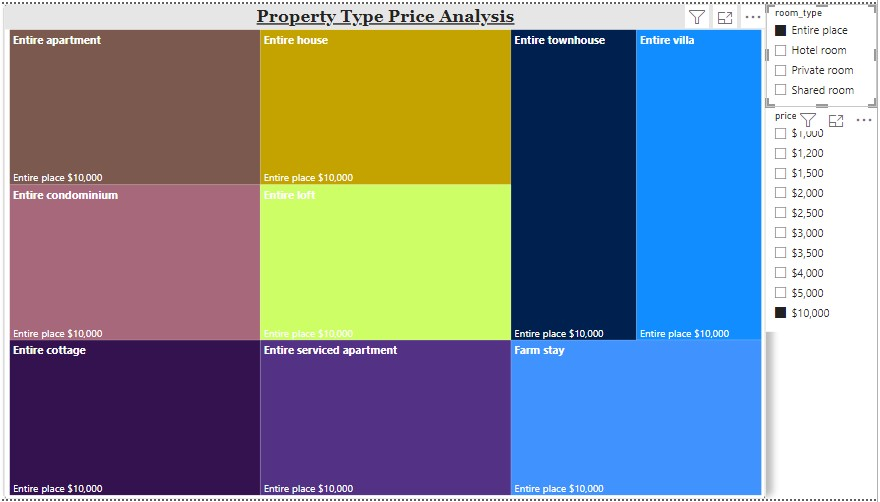 Property Type Price Analysis
Entire apartment
Entire place $10,000
Entire house
Entire place $10,000
Entire townhouse
Entire place $10,000
Entire villa
Entire place $10,000
Entire condominium
Entire place $10,000
Entire loft
Entire place $10,000
Entire cottage
Entire place $10,000
Entire serviced apartment
Entire place $10,000
Farm stay
Entire place $10,000
room_type
Entire place
Hotel room
Private room
Shared room
price
$1,000
$1,200
$1,500
$2,000
$2,500
$3,000
$3,500
$4,000
$5,000
$10,000